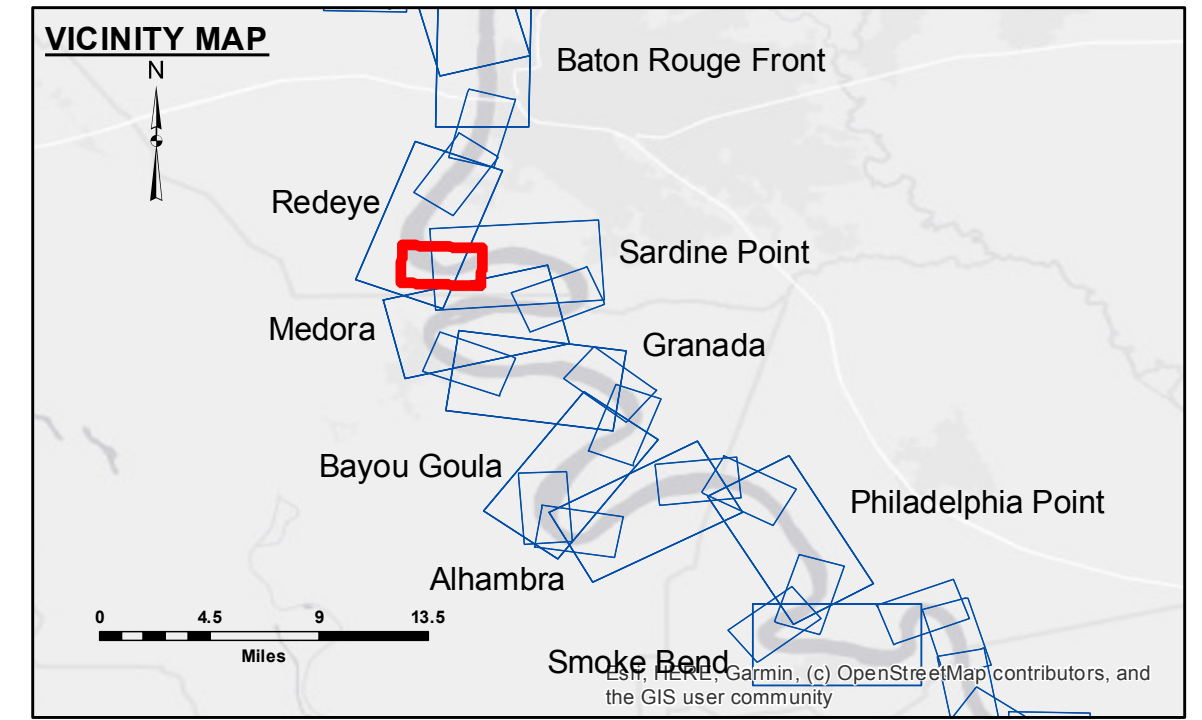 VICINITY MAP
N
Baton Rouge Front
Redeye
Sardine Point
Medora
Granada
Bayou Goula
Philadelphia Point
Alhambra
0 4.5 9 13.5
Miles
Smoke Bend
Esri, HERE, Garmin, (c) OpenStreetMap contributors, and
the GIS user community